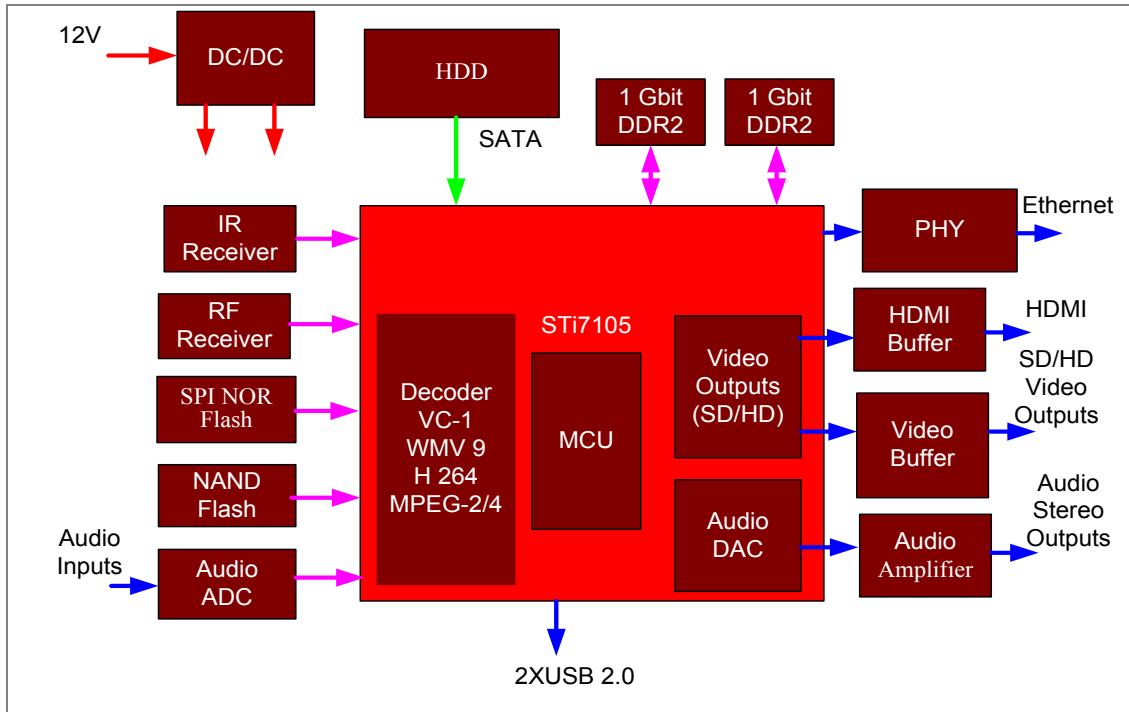 12V
DC/DC
HDD
SATA
1 Gbit
DDR2
1 Gbit
DDR2
IR
Receiver
RF
Receiver
SPI NOR
Flash
NAND
Flash
Audio
Inputs
Audio
ADC
STi7105
Decoder
VC-1
WMV 9
H 264
MPEG-2/4
MCU
Video
Outputs
(SD/HD)
Audio
DAC
PHY
Ethernet
HDMI
Buffer
HDMI
SD/HD
Video
Outputs
Video
Buffer
Audio
Stereo
Outputs
Audio
Amplifier
2XUSB 2.0